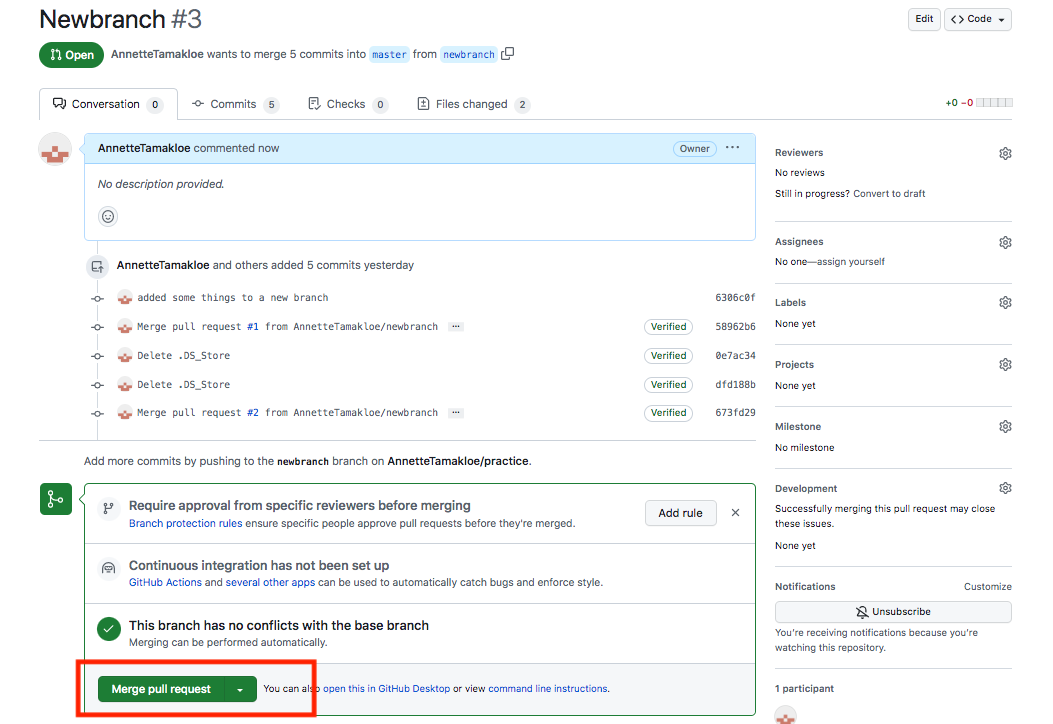 Newbranch #3
Edit
<> Code
Open
AnnetteTamakloe wants to merge 5 commits into master from newbranch
Conversation 0
Commits 5
Checks 0
Files changed 2
+0 −0
AnnetteTamakloe commented now
Owner
No description provided.
AnnetteTamakloe and others added 5 commits yesterday
added some things to a new branch 6306c0f
Merge pull request #1 from AnnetteTamakloe/newbranch ... Verified 58962b6
Delete .DS_Store Verified 0e7ac34
Delete .DS_Store Verified dfd188b
Merge pull request #2 from AnnetteTamakloe/newbranch ... Verified 673fd29
Add more commits by pushing to the newbranch branch on AnnetteTamakloe/practice.
Require approval from specific reviewers before merging
Branch protection rules ensure specific people approve pull requests before they're merged.
Add rule
Continuous integration has not been set up
GitHub Actions and several other apps can be used to automatically catch bugs and enforce style.
This branch has no conflicts with the base branch
Merging can be performed automatically.
Merge pull request
You can also open this in GitHub Desktop or view command line instructions.
Reviewers
No reviews
Still in progress? Convert to draft
Assignees
No one—assign yourself
Labels
None yet
Projects
None yet
Milestone
No milestone
Development
Successfully merging this pull request may close
these issues.
None yet
Notifications
Customize
Unsubscribe
You're receiving notifications because you're
watching this repository.
1 participant